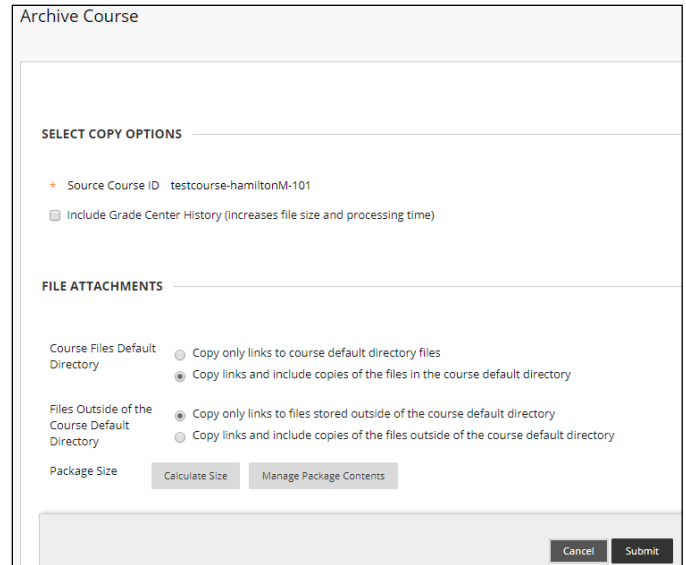 Archive Course
SELECT COPY OPTIONS
* Source Course ID testcourse-hamiltonM-101
Include Grade Center History (increases file size and processing time)
FILE ATTACHMENTS
Course Files Default
Directory
Copy only links to course default directory files
Copy links and include copies of the files in the course default directory
Files Outside of the
Course Default
Directory
Copy only links to files stored outside of the course default directory
Copy links and include copies of the files outside of the course default directory
Package Size
Calculate Size
Manage Package Contents
Cancel
Submit